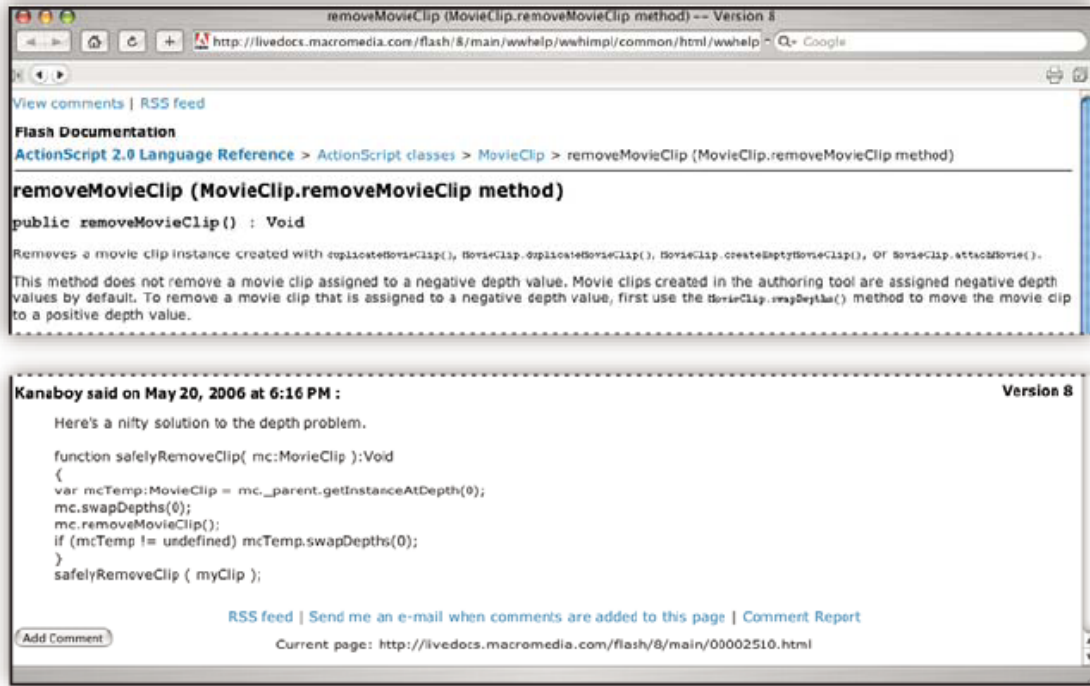 removeMovieClip (MovieClip.removeMovieClip method) -- Version 8
http://livedocs.macromedia.com/flash/8/main/wwhelp/wwhimpl/common/html/wwhelp
Google
View comments | RSS feed
Flash Documentation
ActionScript 2.0 Language Reference > ActionScript classes > MovieClip > removeMovieClip (MovieClip.removeMovieClip method)
removeMovieClip (MovieClip.removeMovieClip method)
public removeMovieClip() : Void
Removes a movie clip instance created with duplicateMovieClip(), MovieClip.duplicateMovieClip(), MovieClip.createEmptyMovieClip(), or MovieClip.attachMovie().
This method does not remove a movie clip assigned to a negative depth value. Movie clips created in the authoring tool are assigned negative depth
values by default. To remove a movie clip that is assigned to a negative depth value, first use the MovieClip.swapDepths() method to move the movie clip
to a positive depth value.
Kanaboy said on May 20, 2006 at 6:16 PM :
Version 8
Here's a nifty solution to the depth problem.
function safelyRemoveClip( mc:MovieClip ):Void
{
var mcTemp:MovieClip = mc._parent.getInstanceAtDepth(0);
mc.swapDepths(0);
mc.removeMovieClip();
if (mcTemp != undefined) mcTemp.swapDepths(0);
}
safelyRemoveClip ( myClip );
RSS feed | Send me an e-mail when comments are added to this page | Comment Report
Add Comment
Current page: http://livedocs.macromedia.com/flash/8/main/00002510.html